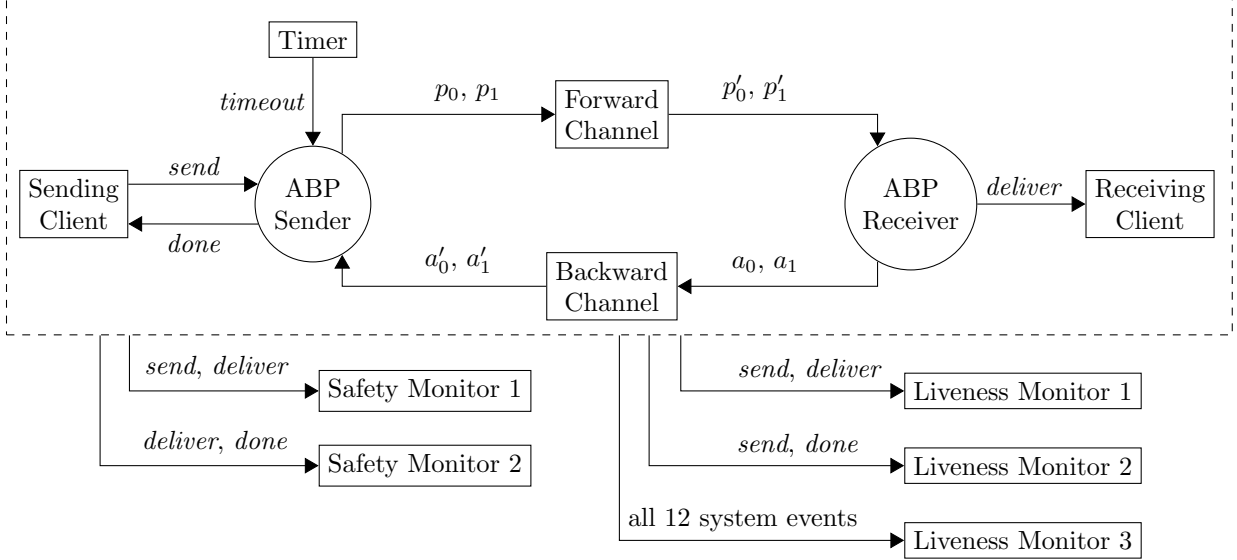 Timer
timeout
p₀, p₁
Forward
Channel
p′₀, p′₁
Sending
Client
send
done
ABP
Sender
ABP
Receiver
deliver
Receiving
Client
a′₀, a′₁
Backward
Channel
a₀, a₁
send, deliver
Safety Monitor 1
deliver, done
Safety Monitor 2
send, deliver
Liveness Monitor 1
send, done
Liveness Monitor 2
all 12 system events
Liveness Monitor 3